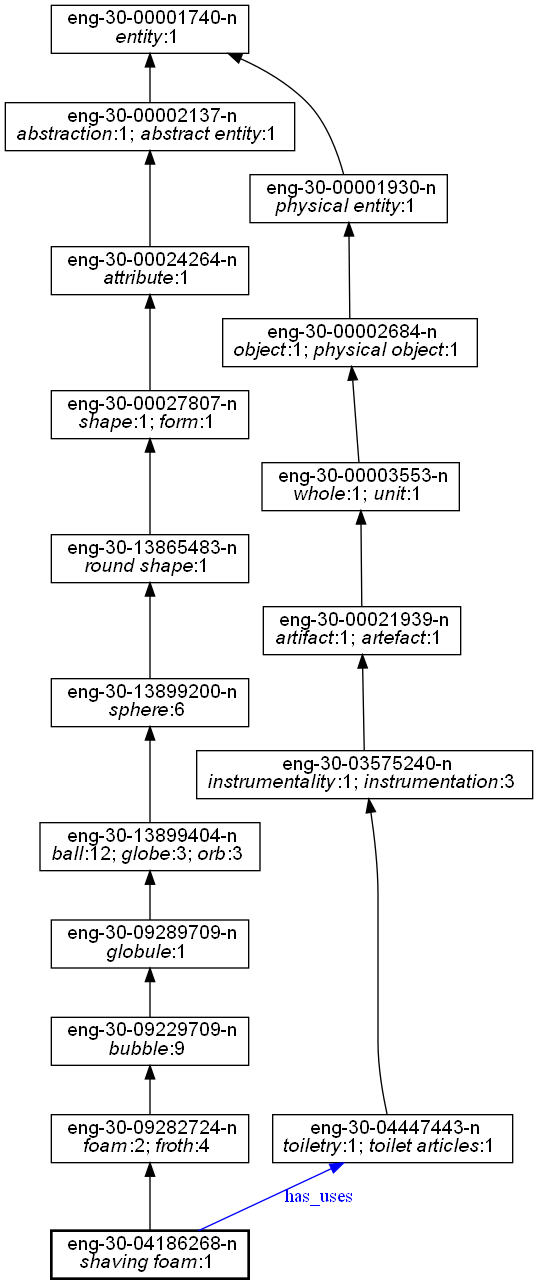 eng-30-00001740-n
entity:1
eng-30-00002137-n
abstraction:1; abstract entity:1
eng-30-00001930-n
physical entity:1
eng-30-00024264-n
attribute:1
eng-30-00002684-n
object:1; physical object:1
eng-30-00027807-n
shape:1; form:1
eng-30-00003553-n
whole:1; unit:1
eng-30-13865483-n
round shape:1
eng-30-00021939-n
artifact:1; artefact:1
eng-30-13899200-n
sphere:6
eng-30-03575240-n
instrumentality:1; instrumentation:3
eng-30-13899404-n
ball:12; globe:3; orb:3
eng-30-09289709-n
globule:1
eng-30-09229709-n
bubble:9
eng-30-09282724-n
foam:2; froth:4
eng-30-04447443-n
toiletry:1; toilet articles:1
has_uses
eng-30-04186268-n
shaving foam:1